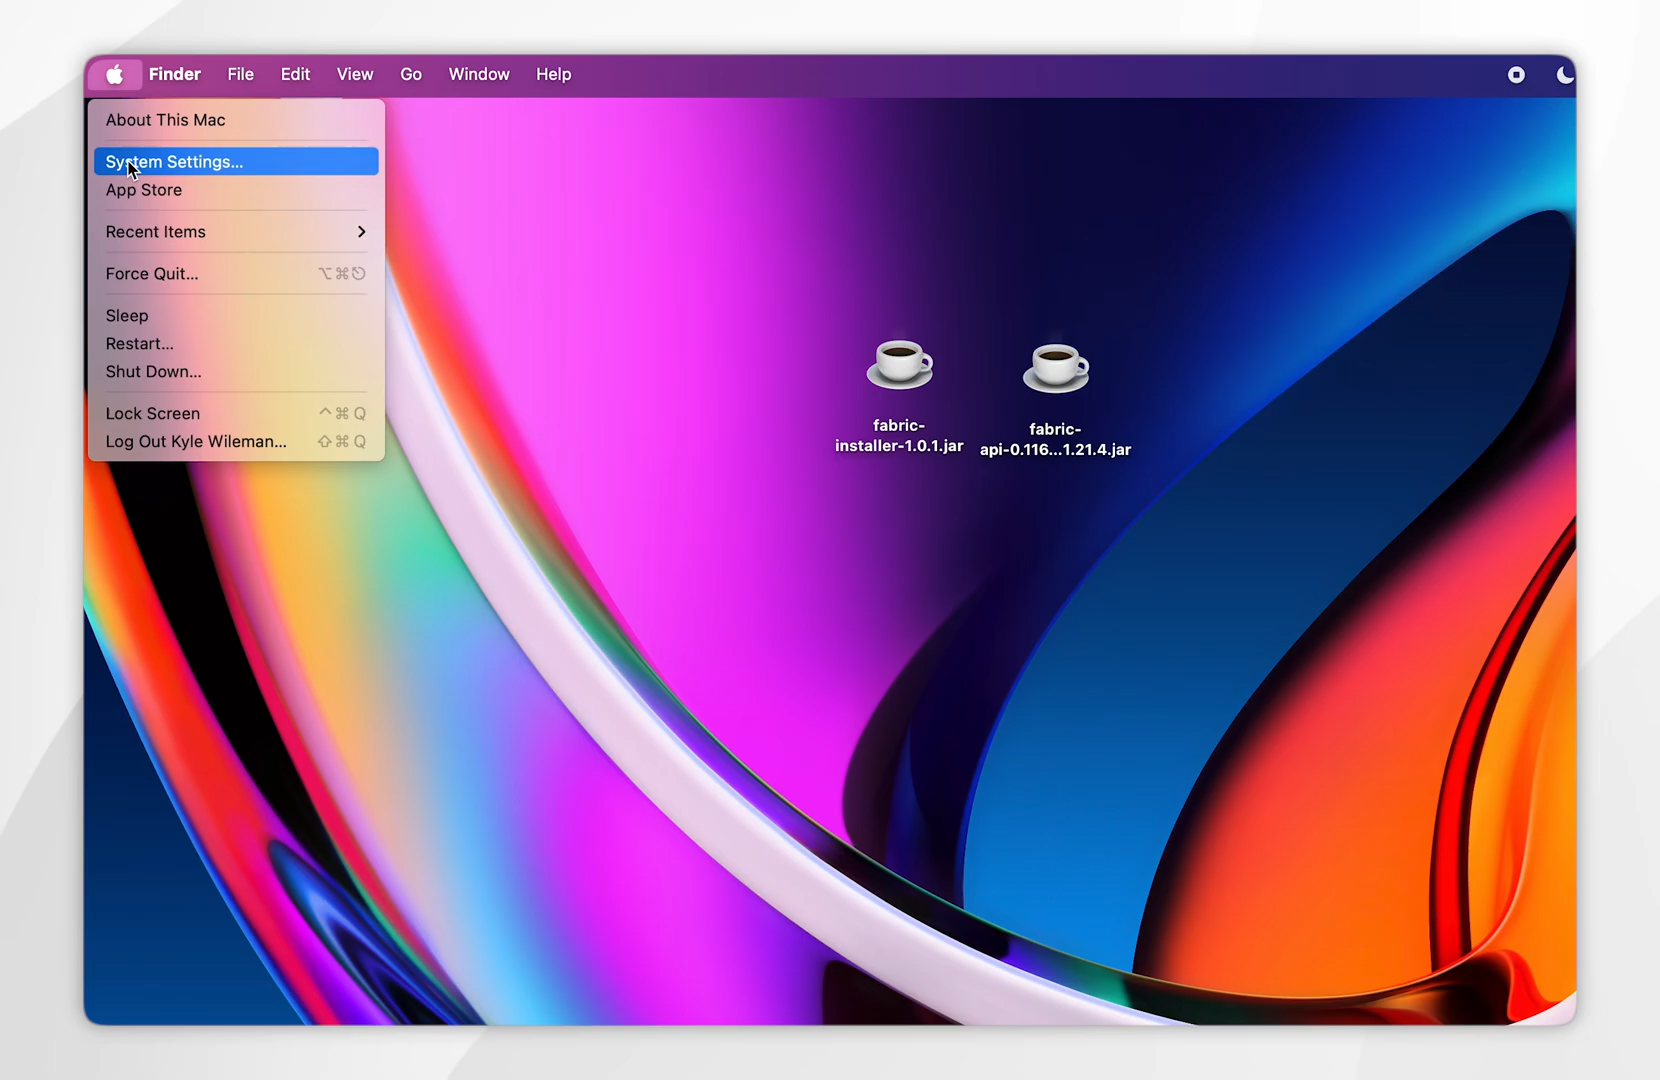 Finder File Edit View Go Window Help
About This Mac
System Settings...
App Store
Recent Items
Force Quit... ⌥⌘⎋
Sleep
Restart...
Shut Down...
Lock Screen ^⌘Q
Log Out Kyle Wileman... ⇧⌘Q
fabric-
installer-1.0.1.jar
fabric-
api-0.116...1.21.4.jar